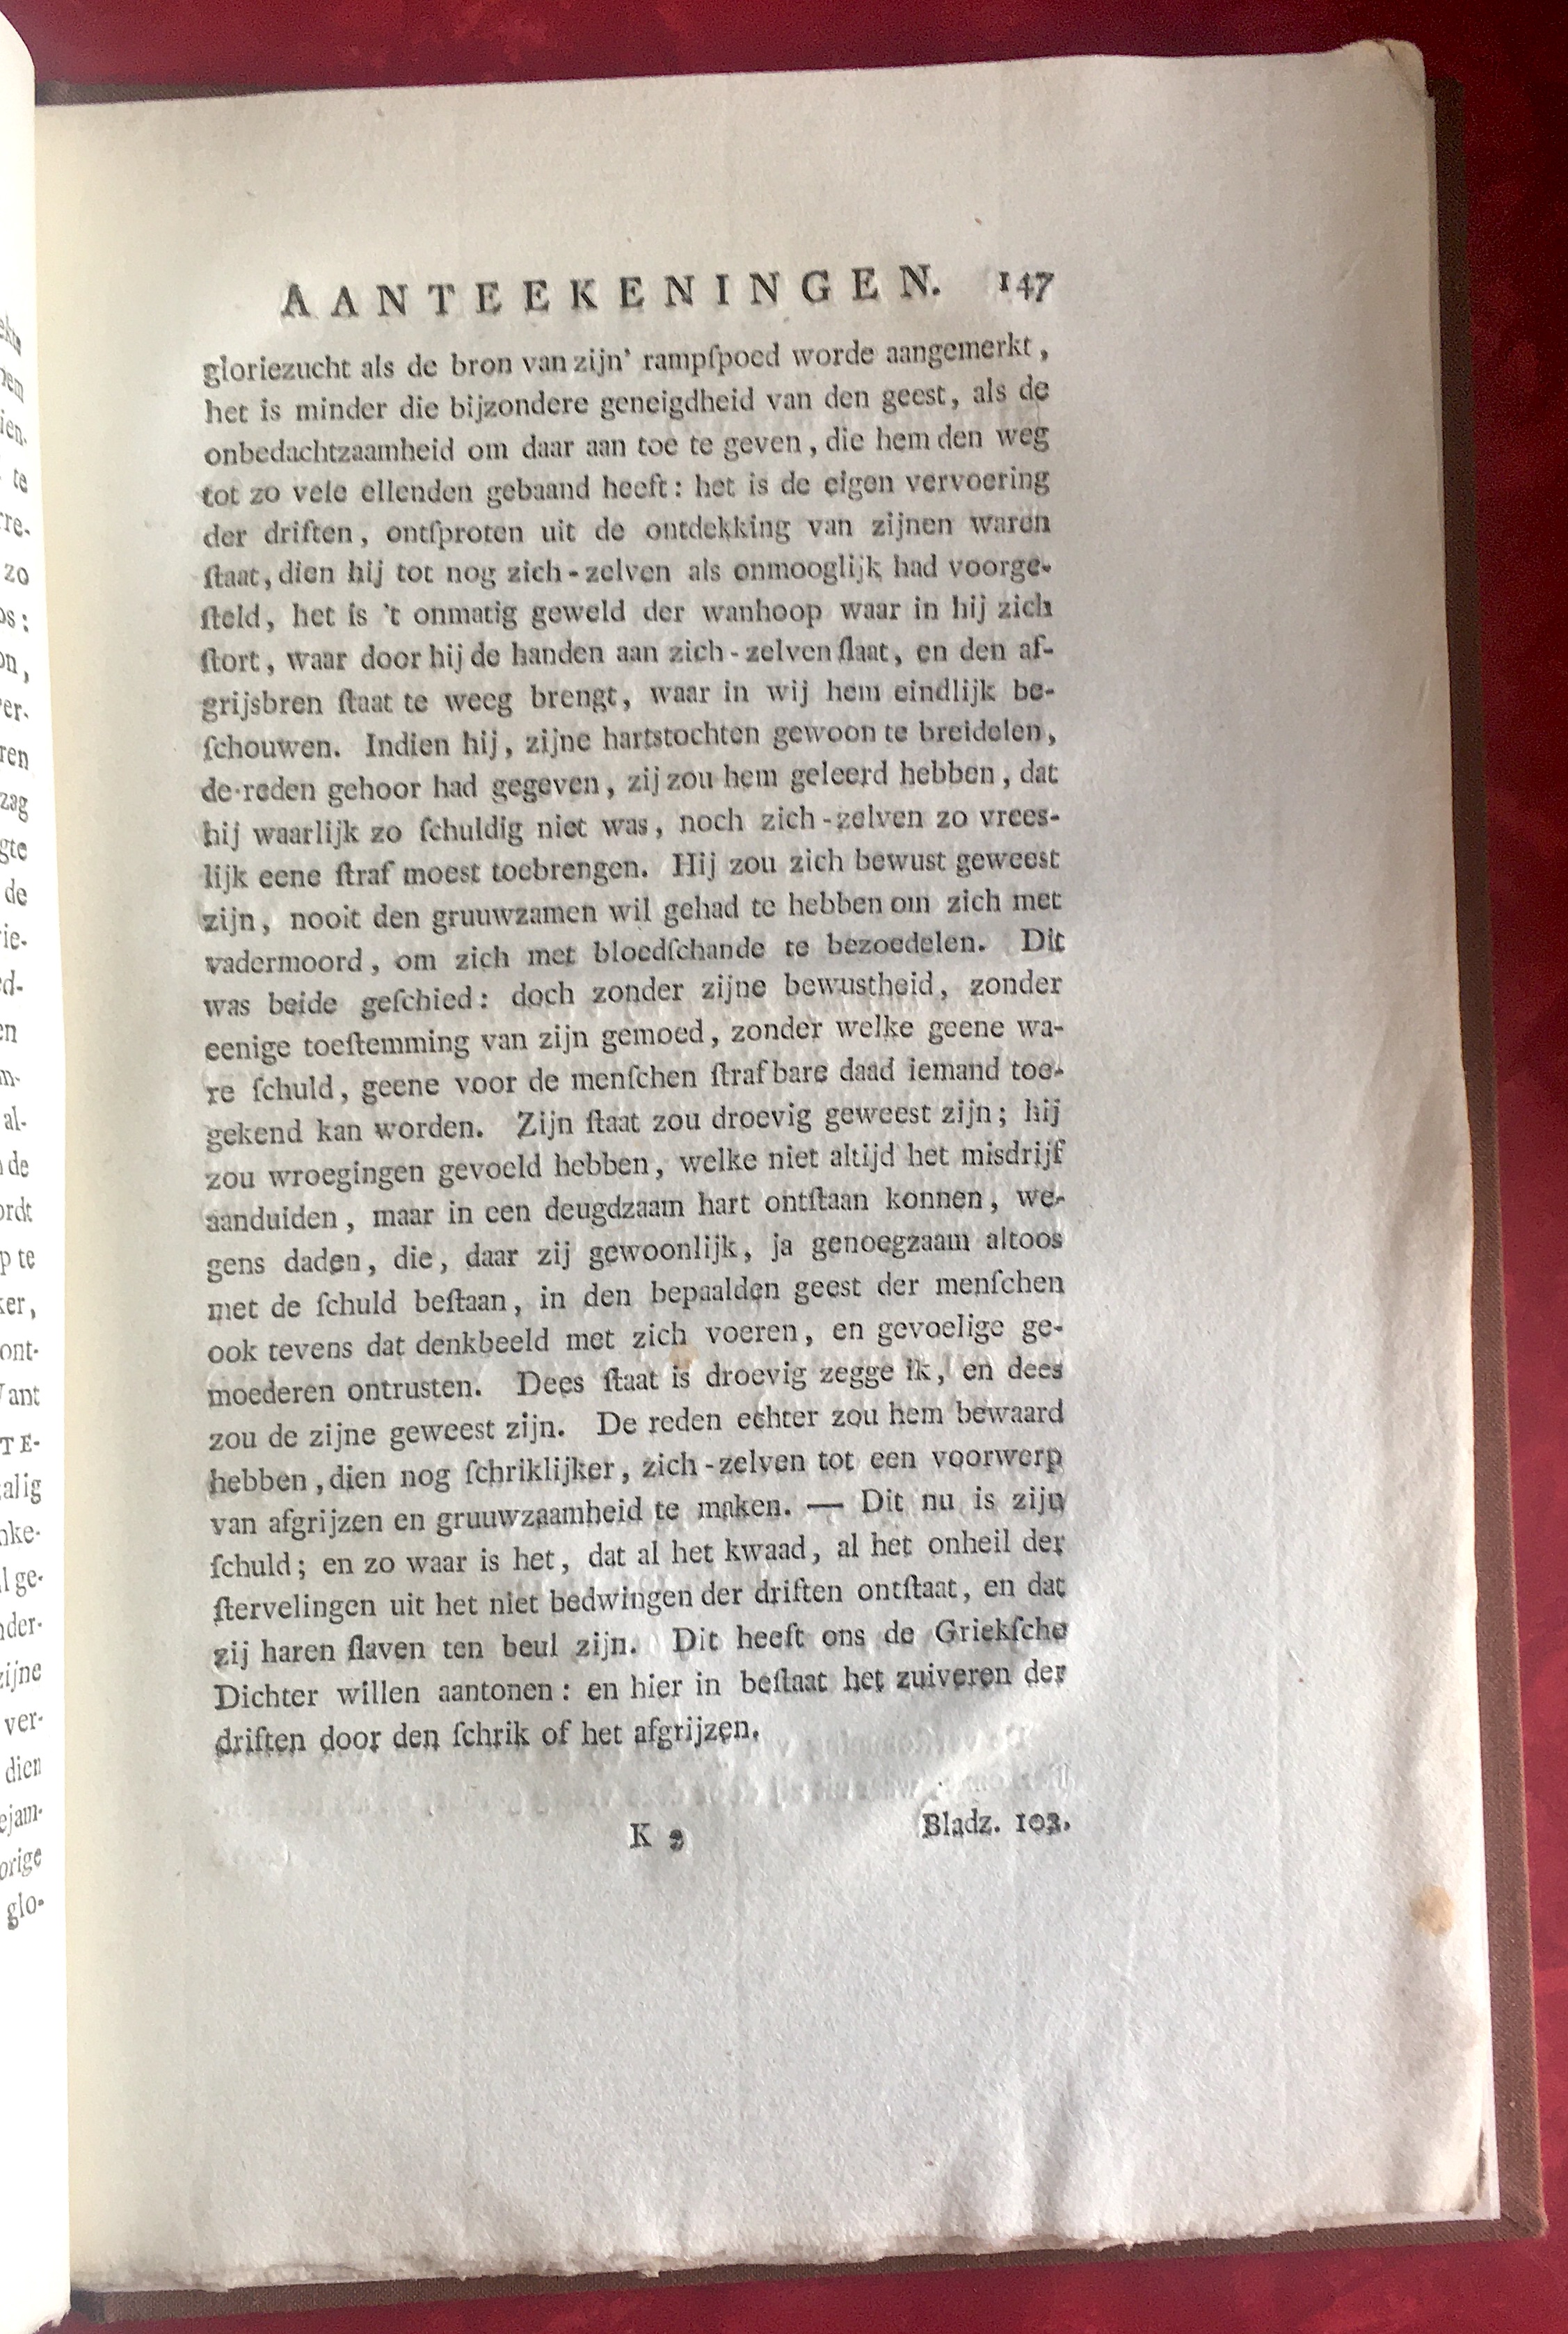 AANTEEKENINGEN. 147
gloriezucht als de bron van zijn' rampſpoed worde aangemerkt,
het is minder die bijzondere geneigdheid van den geest, als de
onbedachtzaamheid om daar aan toe te geven, die hem den weg
tot zo vele ellenden gebaand heeft: het is de eigen vervoering
der driften, ontſproten uit de ontdekking van zijnen waren
ſtaat, dien hij tot nog zich-zelven als onmooglijk had voorge-
ſteld, het is 't onmatig geweld der wanhoop waar in hij zich
ſtort, waar door hij de handen aan zich-zelven ſlaat, en den af-
grijsbren ſtaat te weeg brengt, waar in wij hem eindlijk be-
ſchouwen. Indien hij, zijne hartstochten gewoon te breidelen,
de reden gehoor had gegeven, zij zou hem geleerd hebben, dat
hij waarlijk zo ſchuldig niet was, noch zich-zelven zo vrees-
lijk eene ſtraf moest toebrengen. Hij zou zich bewust geweest
zijn, nooit den gruuwzamen wil gehad te hebben om zich met
vadermoord, om zich met bloedſchande te bezoedelen. Dit
was beide geſchied: doch zonder zijne bewustheid, zonder
eenige toeſtemming van zijn gemoed, zonder welke geene wa-
re ſchuld, geene voor de menſchen ſtrafbare daad iemand toe-
gekend kan worden. Zijn ſtaat zou droevig geweest zijn; hij
zou wroegingen gevoeld hebben, welke niet altijd het misdrijf
aanduiden, maar in een deugdzaam hart ontſtaan konnen, we-
gens daden, die, daar zij gewoonlijk, ja genoegzaam altoos
met de ſchuld beſtaan, in den bepaalden geest der menſchen
ook tevens dat denkbeeld met zich voeren, en gevoelige ge-
moederen ontrusten. Dees ſtaat is droevig zegge ik, en dees
zou de zijne geweest zijn. De reden echter zou hem bewaard
hebben, dien nog ſchriklijker, zich-zelven tot een voorwerp
van afgrijzen en gruuwzaamheid te maken. — Dit nu is zijn
ſchuld; en zo waar is het, dat al het kwaad, al het onheil der
ſtervelingen uit het niet bedwingen der driften ontſtaat, en dat
zij haren ſlaven ten beul zijn. Dit heeft ons de Griekſche
Dichter willen aantonen: en hier in beſtaat het zuiveren der
driften door den ſchrik of het afgrijzen.
K 2 Bladz. 103.